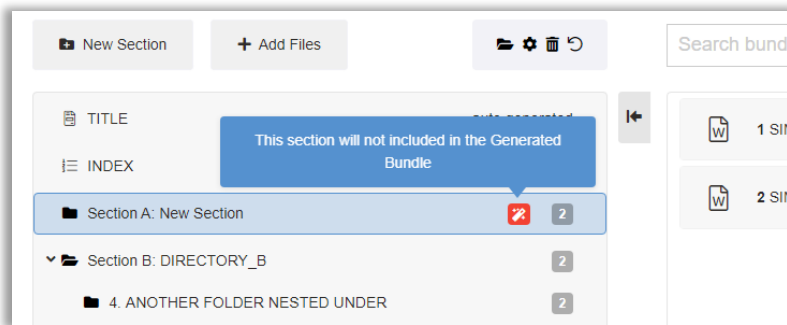 New Section
Add Files
Search bund
TITLE
This section will not included in the Generated
Bundle
INDEX
Section A: New Section
2
Section B: DIRECTORY_B
2
4. ANOTHER FOLDER NESTED UNDER
2
W
1 SIN
W
2 SIN